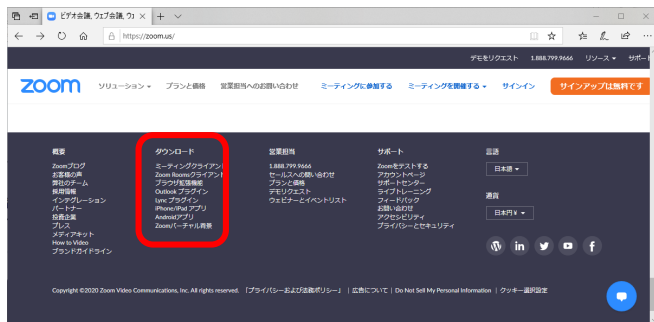 ビデオ会議, ウェブ会議, ウェ
https://zoom.us/
デモをリクエスト 1.888.799.9666 リソース サポート
zoom ソリューション プランと価格 営業担当へのお問い合わせ ミーティングに参加する ミーティングを開催する サインイン サインアップは無料です
概要
Zoomブログ
お客様の声
弊社のチーム
採用情報
インテグレーション
パートナー
投資企業
プレス
メディアキット
How to Video
ブランドガイドライン
ダウンロード
ミーティングクライアント
Zoom Roomsクライアント
ブラウザ拡張機能
Outlook プラグイン
Lync プラグイン
iPhone/iPad アプリ
Androidアプリ
Zoomバーチャル背景
営業担当
1.888.799.9666
セールスへの問い合わせ
プランと価格
デモリクエスト
ウェビナーとイベントリスト
サポート
Zoomをテストする
アカウントページ
サポートセンター
ライブトレーニング
フィードバック
お問い合わせ
アクセシビリティ
プライバシーとセキュリティ
言語
日本語
通貨
日本円¥
in
f
Copyright ©2020 Zoom Video Communications, Inc. All rights reserved. 「プライバシーおよび法務ポリシー」 | 広告について | Do Not Sell My Personal Information | クッキー選択設定